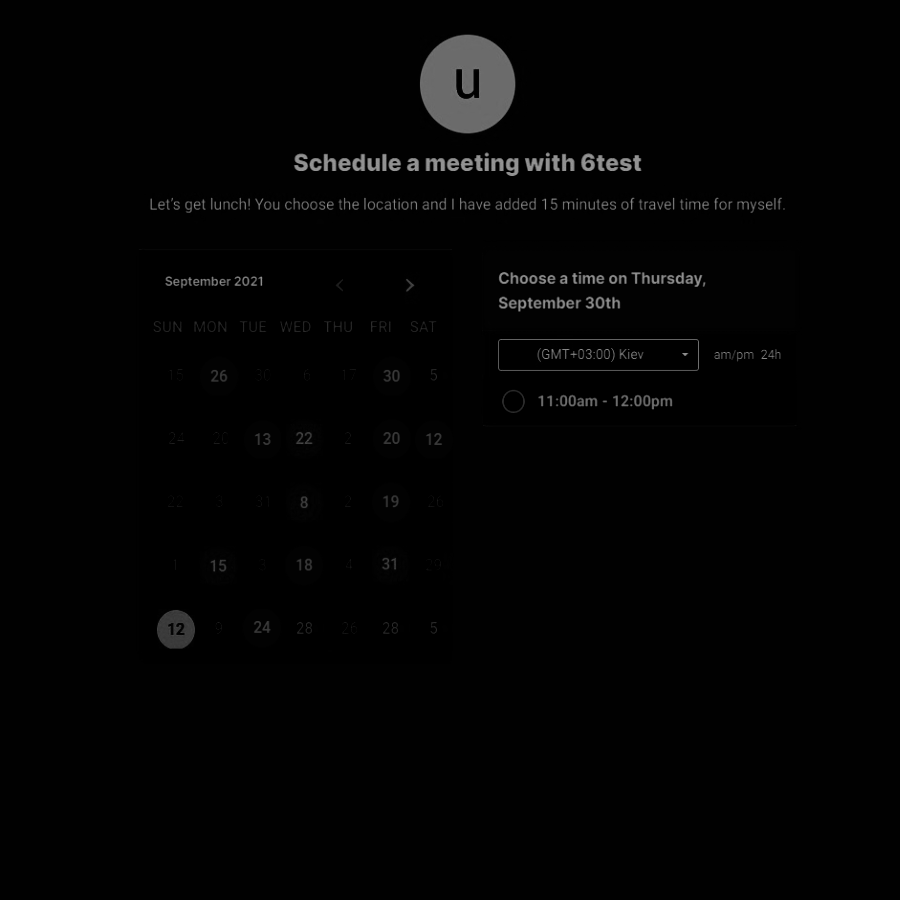 u
Schedule a meeting with 6test
Let's get lunch! You choose the location and I have added 15 minutes of travel time for myself.
September 2021
SUN MON TUE WED THU FRI SAT
15 26 30 6 17 30 5
24 20 13 22 2 20 12
22 3 31 8 2 19 26
1 15 3 18 4 31 29
12 9 24 28 26 28 5
Choose a time on Thursday,
September 30th
(GMT+03:00) Kiev am/pm 24h
11:00am - 12:00pm